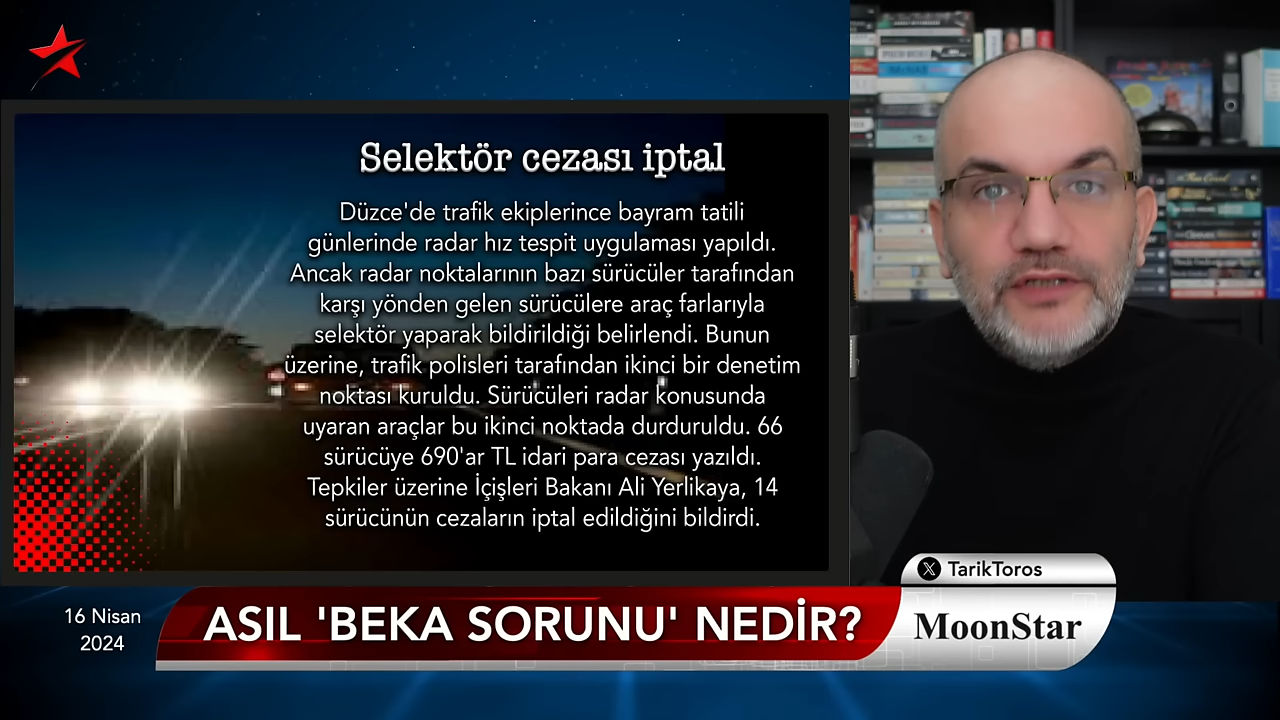 Selektör cezası iptal
Düzce'de trafik ekiplerince bayram tatili
günlerinde radar hız tespit uygulaması yapıldı.
Ancak radar noktalarının bazı sürücüler tarafından
karşı yönden gelen sürücülere araç farlarıyla
selektör yaparak bildirildiği belirlendi. Bunun
üzerine, trafik polisleri tarafından ikinci bir denetim
noktası kuruldu. Sürücüleri radar konusunda
uyaran araçlar bu ikinci noktada durduruldu. 66
sürücüye 690'ar TL idari para cezası yazıldı.
Tepkiler üzerine İçişleri Bakanı Ali Yerlikaya, 14
sürücünün cezaların iptal edildiğini bildirdi.
TarikToros
MoonStar
16 Nisan
2024
ASIL 'BEKA SORUNU' NEDİR?